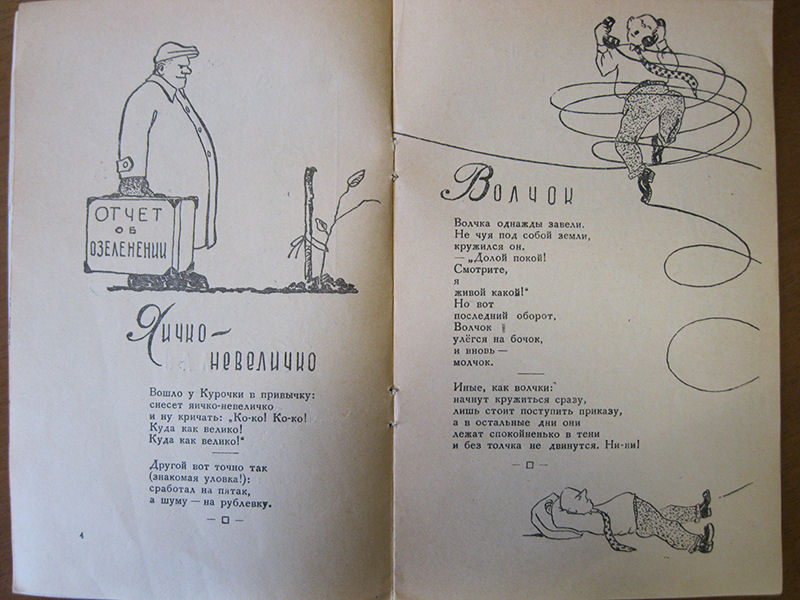 ОТЧЕТ
ОБ
ОЗЕЛЕНЕНИИ
Яичко—
невеличко
Вошло у Курочки в привычку:
снесет яичко-невеличко
и ну кричать: „Ко-ко! Ко-ко!
Куда как велико!
Куда как велико!“
Другой вот точно так
(знакомая уловка!):
сработал на пятак,
а шуму — на рублевку.
4
Волчок
Волчка однажды завели.
Не чуя под собой земли,
кружился он.
— „Долой покой!
Смотрите,
я
живой какой!“
Но вот
последний оборот,
Волчок
улёгся на бочок,
и вновь —
молчок.
Иные, как волчки:
начнут кружиться сразу,
лишь стоит поступить приказу,
а в остальные дни они
лежат спокойненько в тени
и без толчка не двинутся. Ни-ни!